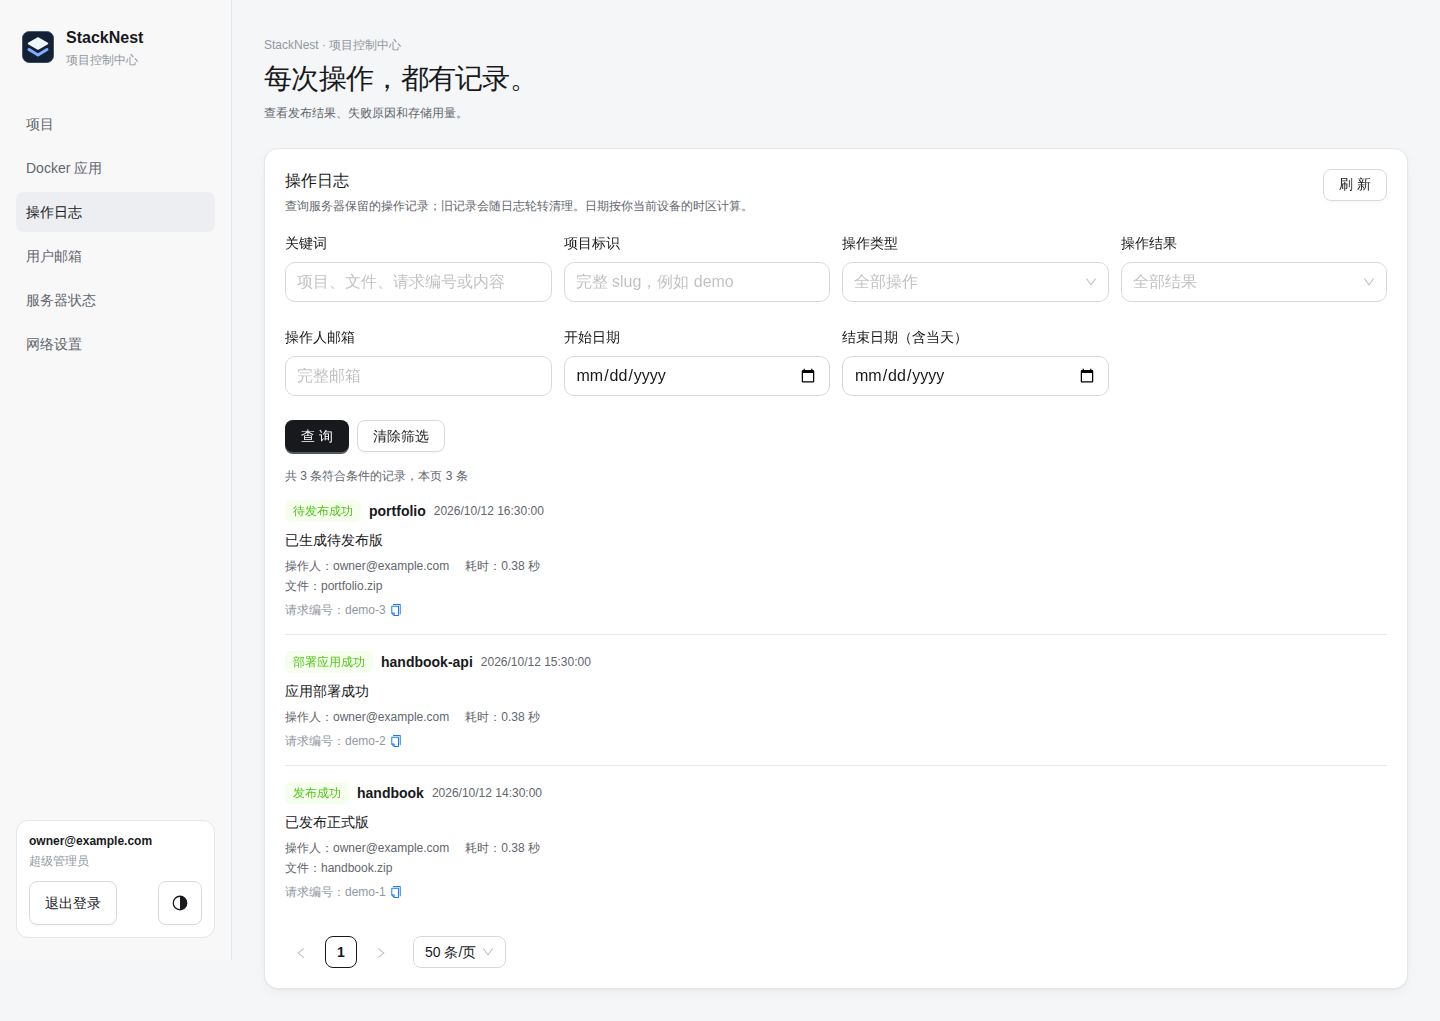 StackNest
项目控制中心
项目
Docker 应用
操作日志
用户邮箱
服务器状态
网络设置
owner@example.com
超级管理员
退出登录
StackNest · 项目控制中心
每次操作，都有记录。
查看发布结果、失败原因和存储用量。
操作日志
刷 新
查询服务器保留的操作记录；旧记录会随日志轮转清理。日期按你当前设备的时区计算。
关键词
项目标识
操作类型
操作结果
项目、文件、请求编号或内容
完整 slug，例如 demo
全部操作
全部结果
操作人邮箱
开始日期
结束日期（含当天）
完整邮箱
mm/dd/yyyy
mm/dd/yyyy
查 询
清除筛选
共 3 条符合条件的记录，本页 3 条
待发布成功 portfolio 2026/10/12 16:30:00
已生成待发布版
操作人：owner@example.com 耗时：0.38 秒
文件：portfolio.zip
请求编号：demo-3
部署应用成功 handbook-api 2026/10/12 15:30:00
应用部署成功
操作人：owner@example.com 耗时：0.38 秒
请求编号：demo-2
发布成功 handbook 2026/10/12 14:30:00
已发布正式版
操作人：owner@example.com 耗时：0.38 秒
文件：handbook.zip
请求编号：demo-1
1
50 条/页